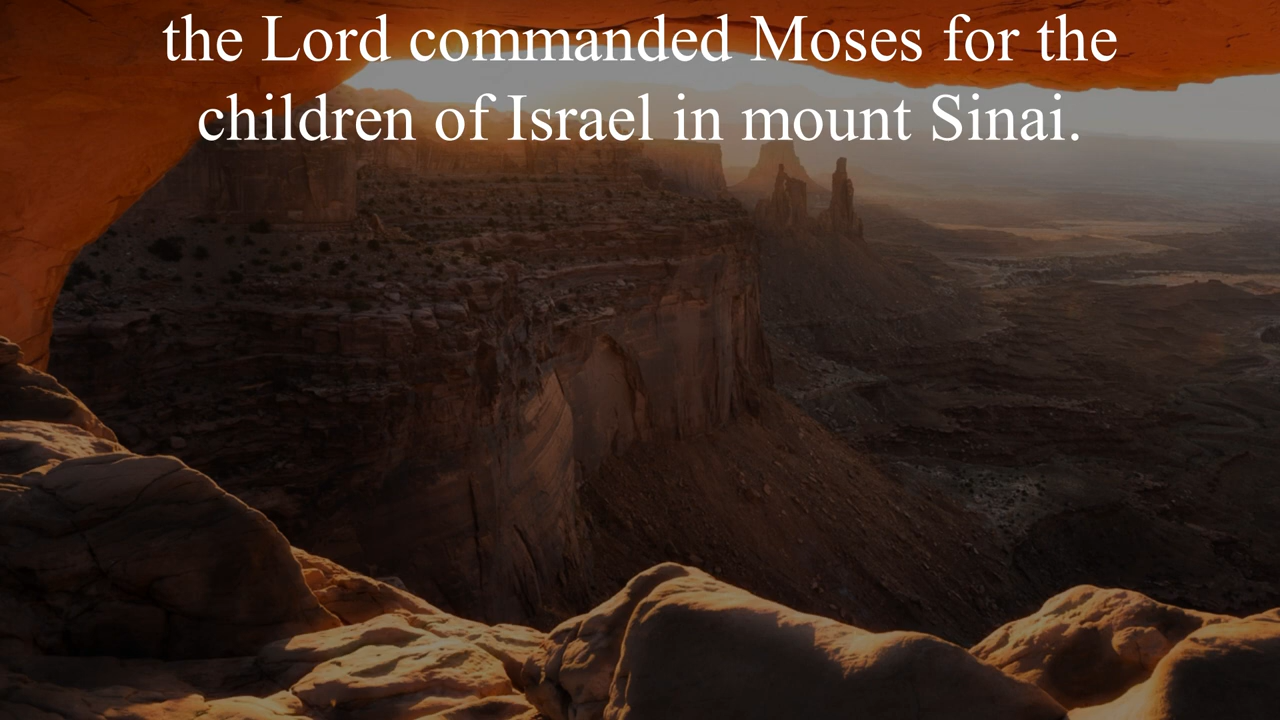 the Lord commanded Moses for the
children of Israel in mount Sinai.